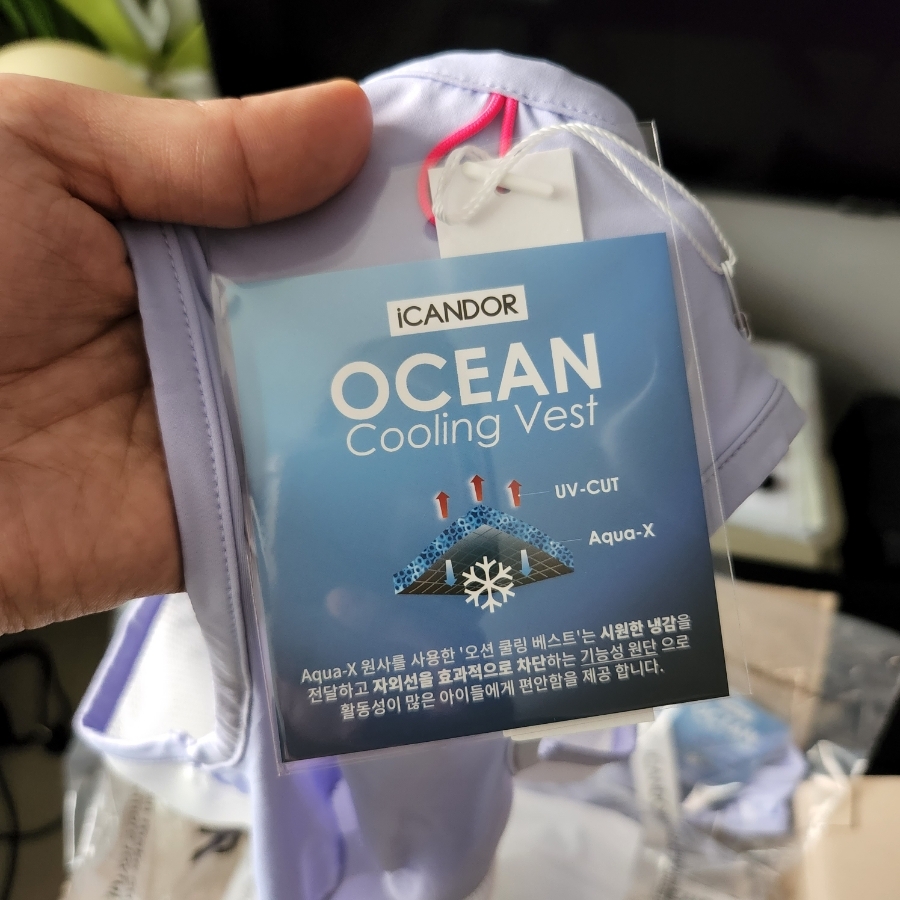 iCANDOR
OCEAN
Cooling Vest
UV-CUT
Aqua-X
Aqua-X 원사를 사용한 '오션 쿨링 베스트'는 시원한 냉감을
전달하고 자외선을 효과적으로 차단하는 기능성 원단 으로
활동성이 많은 아이들에게 편안함을 제공 합니다.